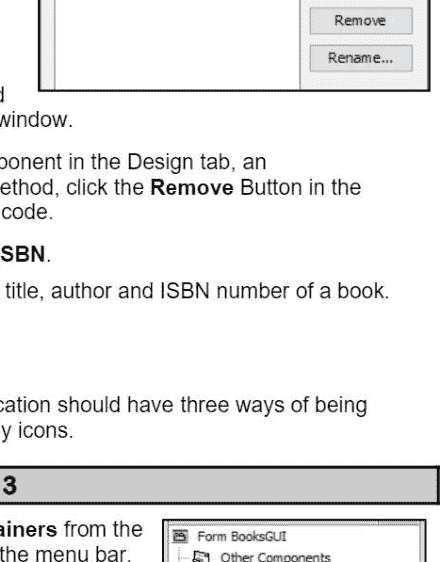 Remove
Rename...
d
window.
ponent in the Design tab, an
ethod, click the Remove Button in the
code.
SBN.
title, author and ISBN number of a book.
cation should have three ways of being
y icons.
3
ainers from the
Form BooksGUI
the menu bar.
Other Components